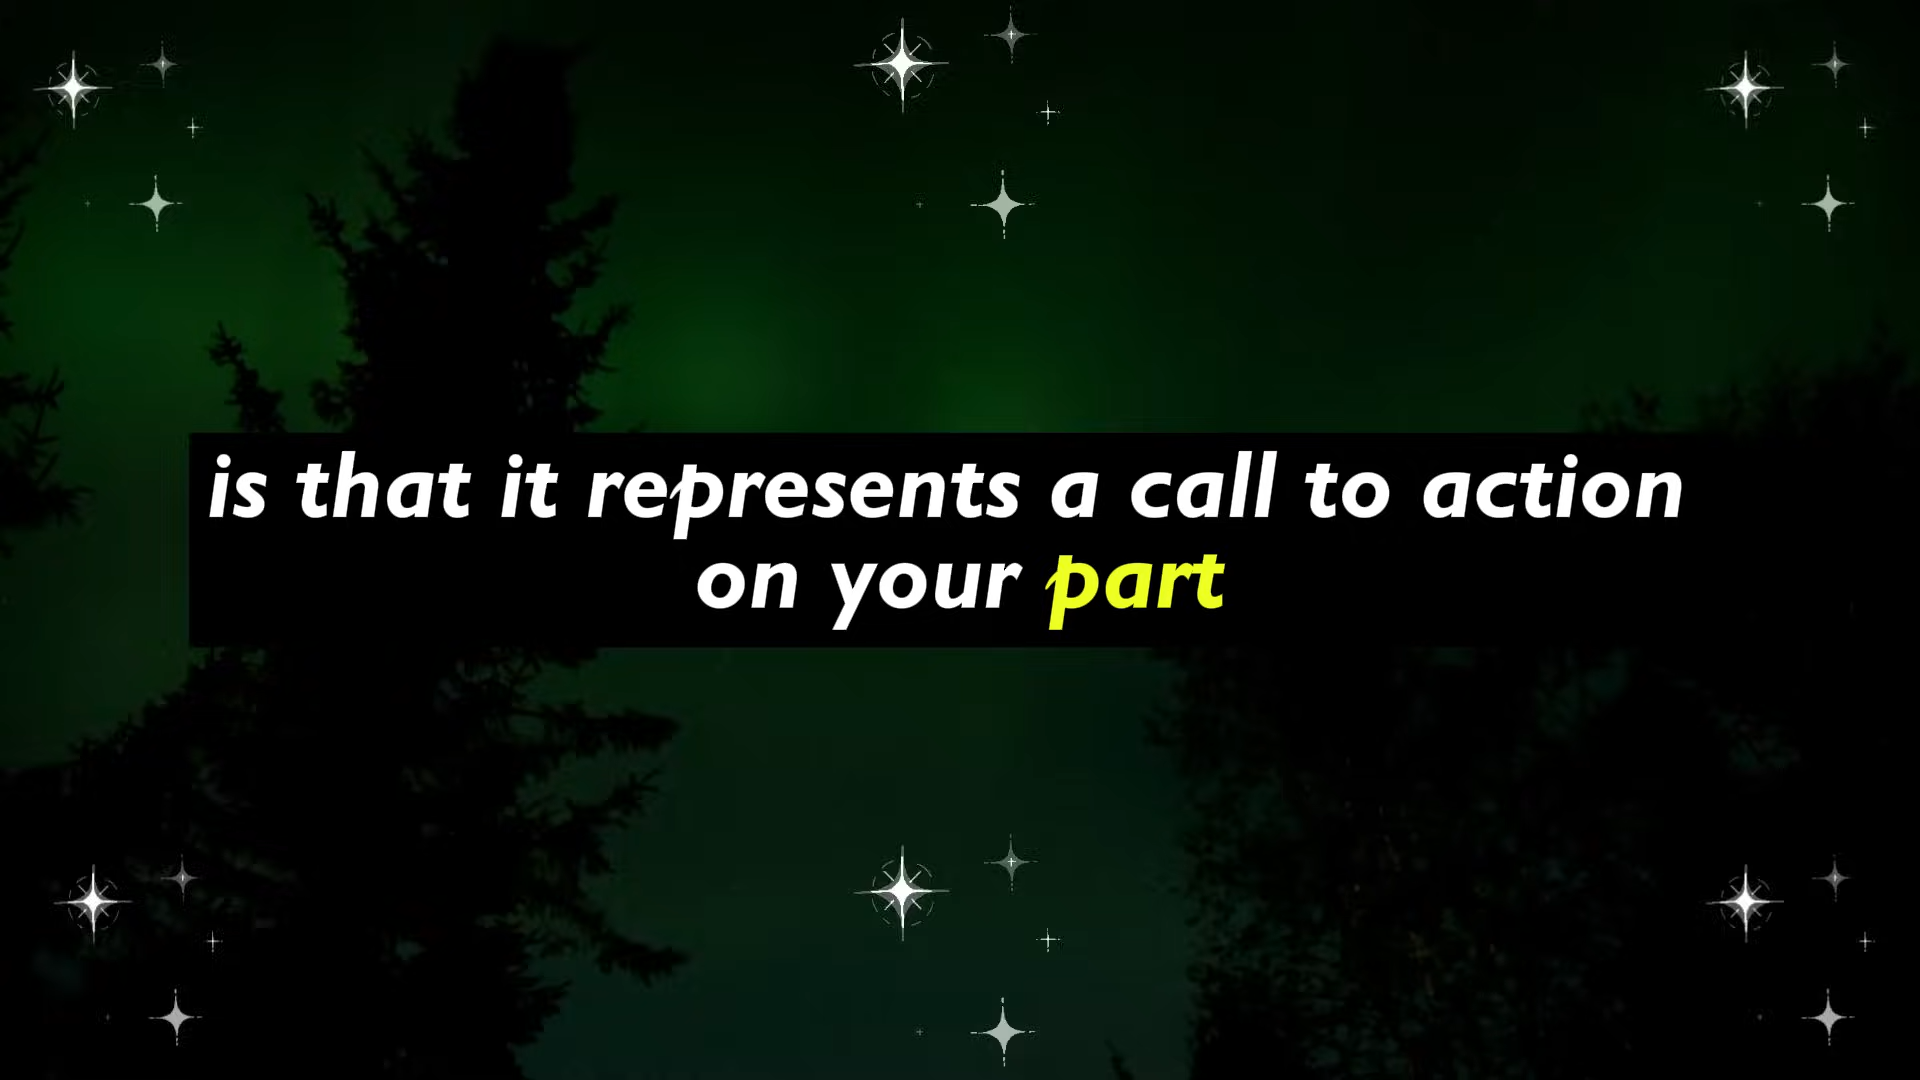 is that it represents a call to action
on your part